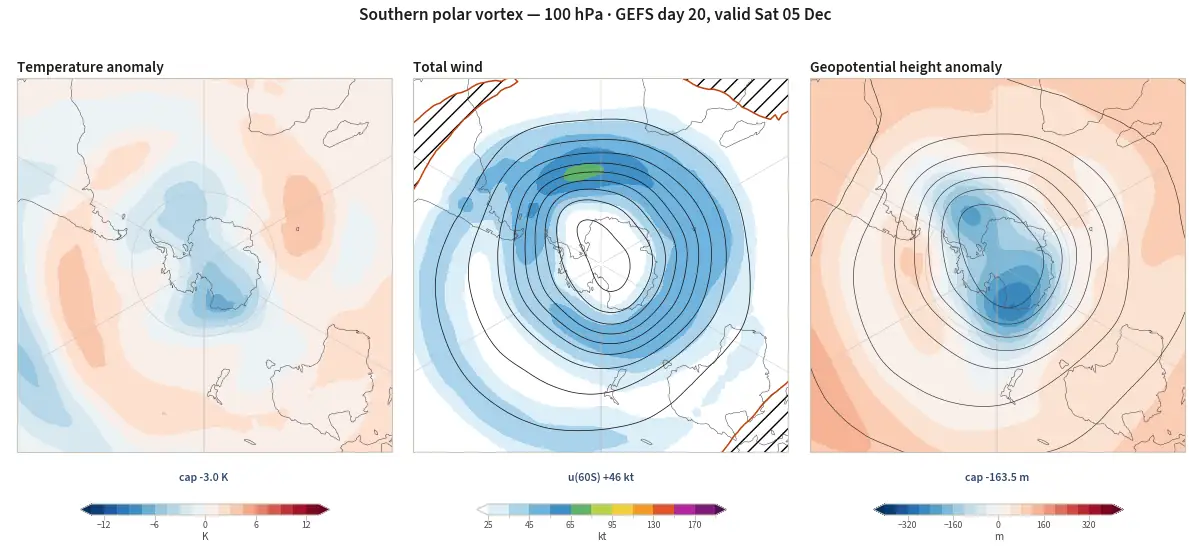 Southern polar vortex — 100 hPa · GEFS day 20, valid Sat 05 Dec
Temperature anomaly
Total wind
Geopotential height anomaly
cap -3.0 K
u(60S) +46 kt
cap -163.5 m
−12 −6 0 6 12
K
25 45 65 95 130 170
kt
−320 −160 0 160 320
m